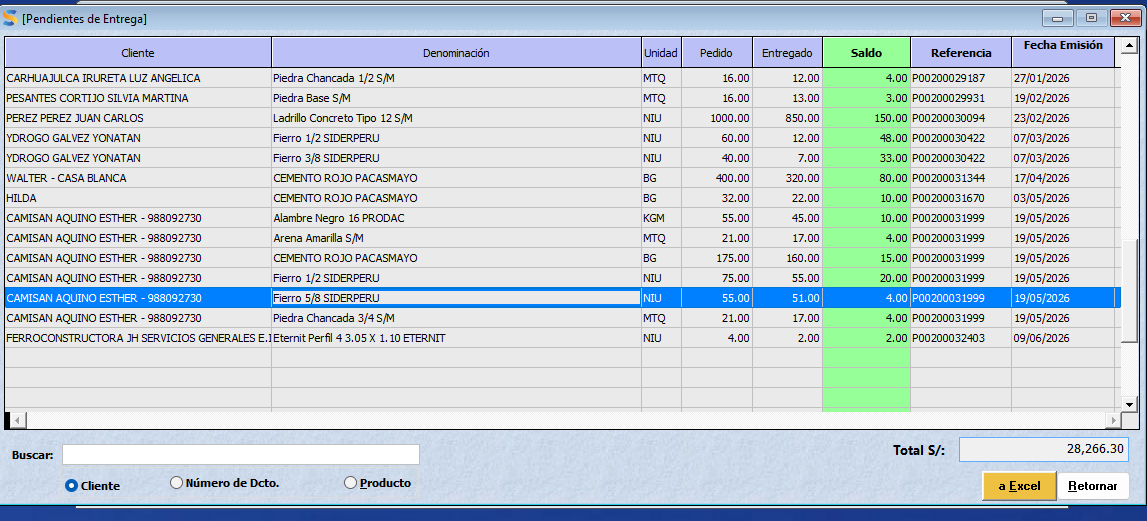 [Pendientes de Entrega]
Cliente Denominación Unidad Pedido Entregado Saldo Referencia Fecha Emisión
CARHUAJULCA IRURETA LUZ ANGELICA Piedra Chancada 1/2 S/M MTQ 16.00 12.00 4.00 P00200029187 27/01/2026
PESANTES CORTIJO SILVIA MARTINA Piedra Base S/M MTQ 16.00 13.00 3.00 P00200029931 19/02/2026
PEREZ PEREZ JUAN CARLOS Ladrillo Concreto Tipo 12 S/M NIU 1000.00 850.00 150.00 P00200030094 23/02/2026
YDROGO GALVEZ YONATAN Fierro 1/2 SIDERPERU NIU 60.00 12.00 48.00 P00200030422 07/03/2026
YDROGO GALVEZ YONATAN Fierro 3/8 SIDERPERU NIU 40.00 7.00 33.00 P00200030422 07/03/2026
WALTER - CASA BLANCA CEMENTO ROJO PACASMAYO BG 400.00 320.00 80.00 P00200031344 17/04/2026
HILDA CEMENTO ROJO PACASMAYO BG 32.00 22.00 10.00 P00200031670 03/05/2026
CAMISAN AQUINO ESTHER - 988092730 Alambre Negro 16 PRODAC KGM 55.00 45.00 10.00 P00200031999 19/05/2026
CAMISAN AQUINO ESTHER - 988092730 Arena Amarilla S/M MTQ 21.00 17.00 4.00 P00200031999 19/05/2026
CAMISAN AQUINO ESTHER - 988092730 CEMENTO ROJO PACASMAYO BG 175.00 160.00 15.00 P00200031999 19/05/2026
CAMISAN AQUINO ESTHER - 988092730 Fierro 1/2 SIDERPERU NIU 75.00 55.00 20.00 P00200031999 19/05/2026
CAMISAN AQUINO ESTHER - 988092730 Fierro 5/8 SIDERPERU NIU 55.00 51.00 4.00 P00200031999 19/05/2026
CAMISAN AQUINO ESTHER - 988092730 Piedra Chancada 3/4 S/M MTQ 21.00 17.00 4.00 P00200031999 19/05/2026
FERROCONSTRUCTORA JH SERVICIOS GENERALES E.I Eternit Perfil 4 3.05 X 1.10 ETERNIT NIU 4.00 2.00 2.00 P00200032403 09/06/2026
Buscar: Total S/: 28,266.30
Cliente Número de Dcto. Producto a Excel Retornar